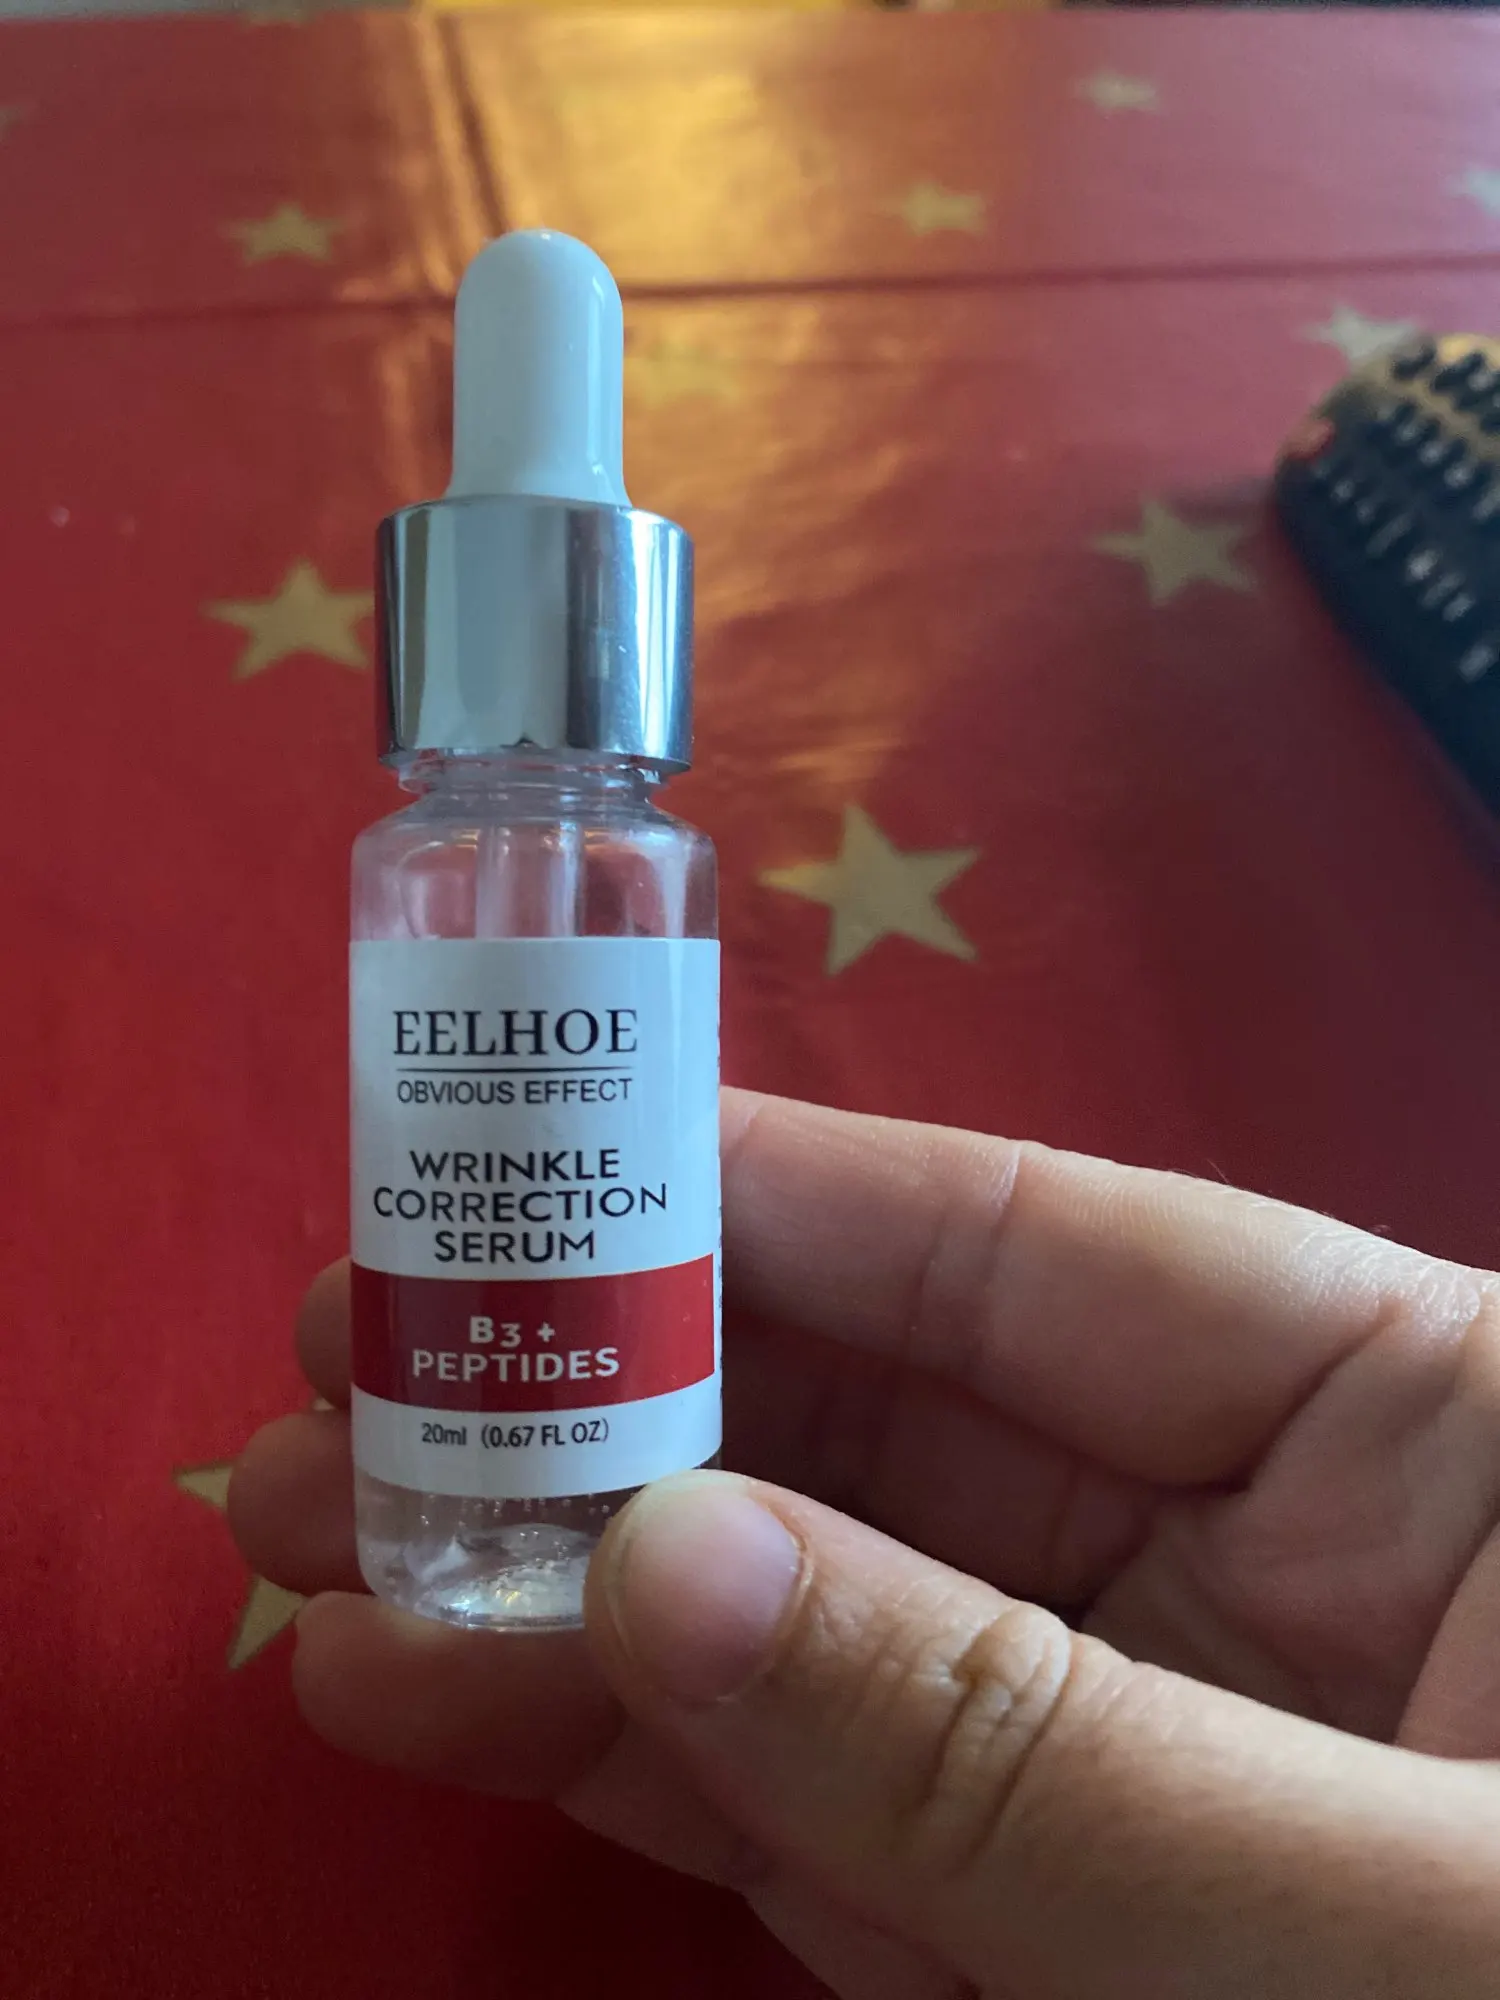 EELHOE
OBVIOUS EFFECT
WRINKLE
CORRECTION
SERUM
B3 +
PEPTIDES
20ml (0.67 FL OZ)